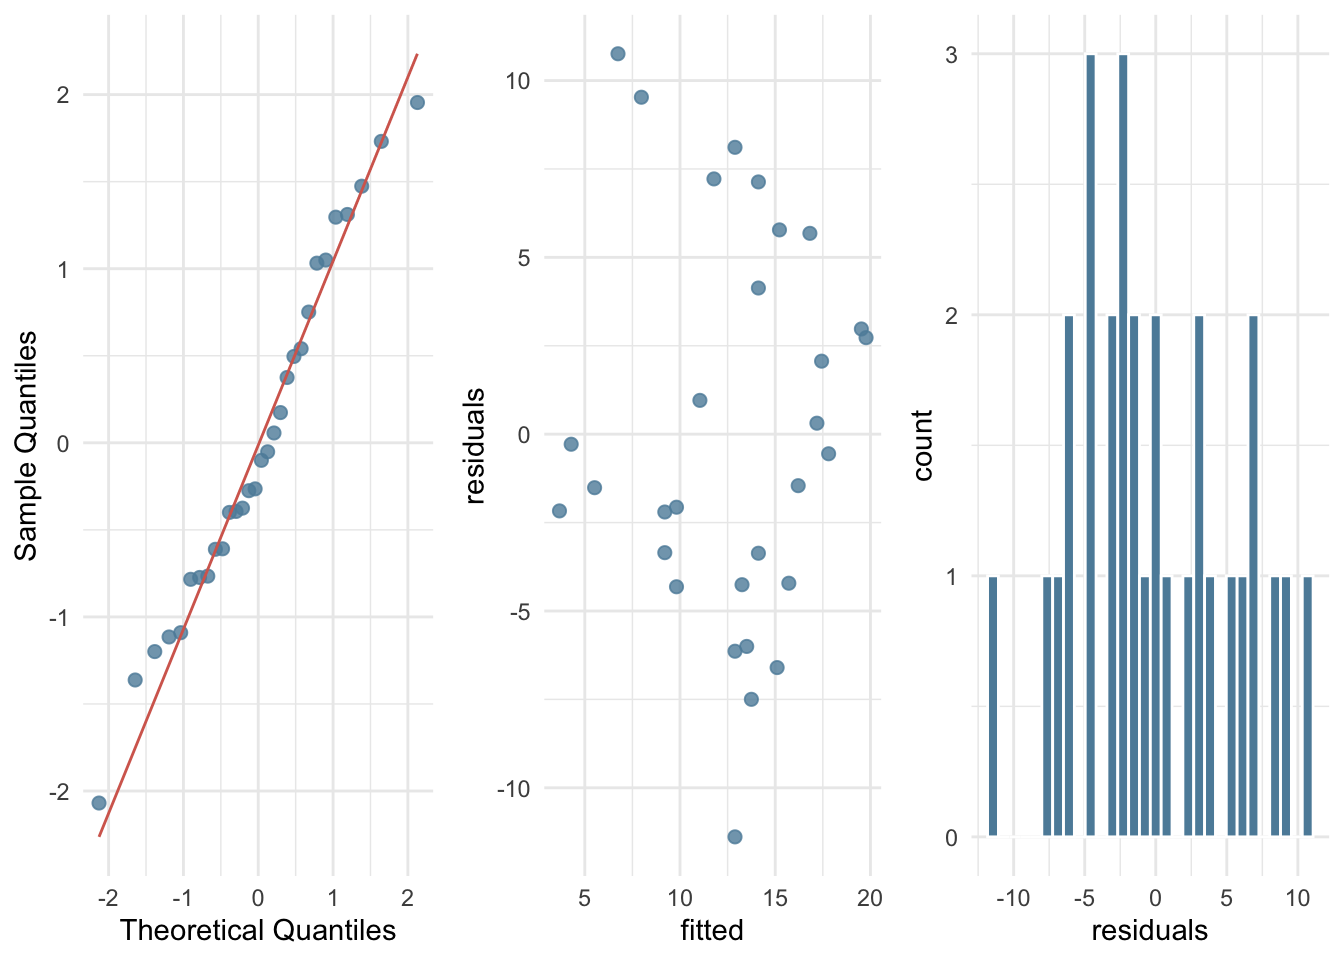 Sample Quantiles
2
1
0
-1
-2
-2 -1 0 1 2
Theoretical Quantiles
residuals
10
5
0
-5
-10
5 10 15 20
fitted
count
3
2
1
0
-10 -5 0 5 10
residuals